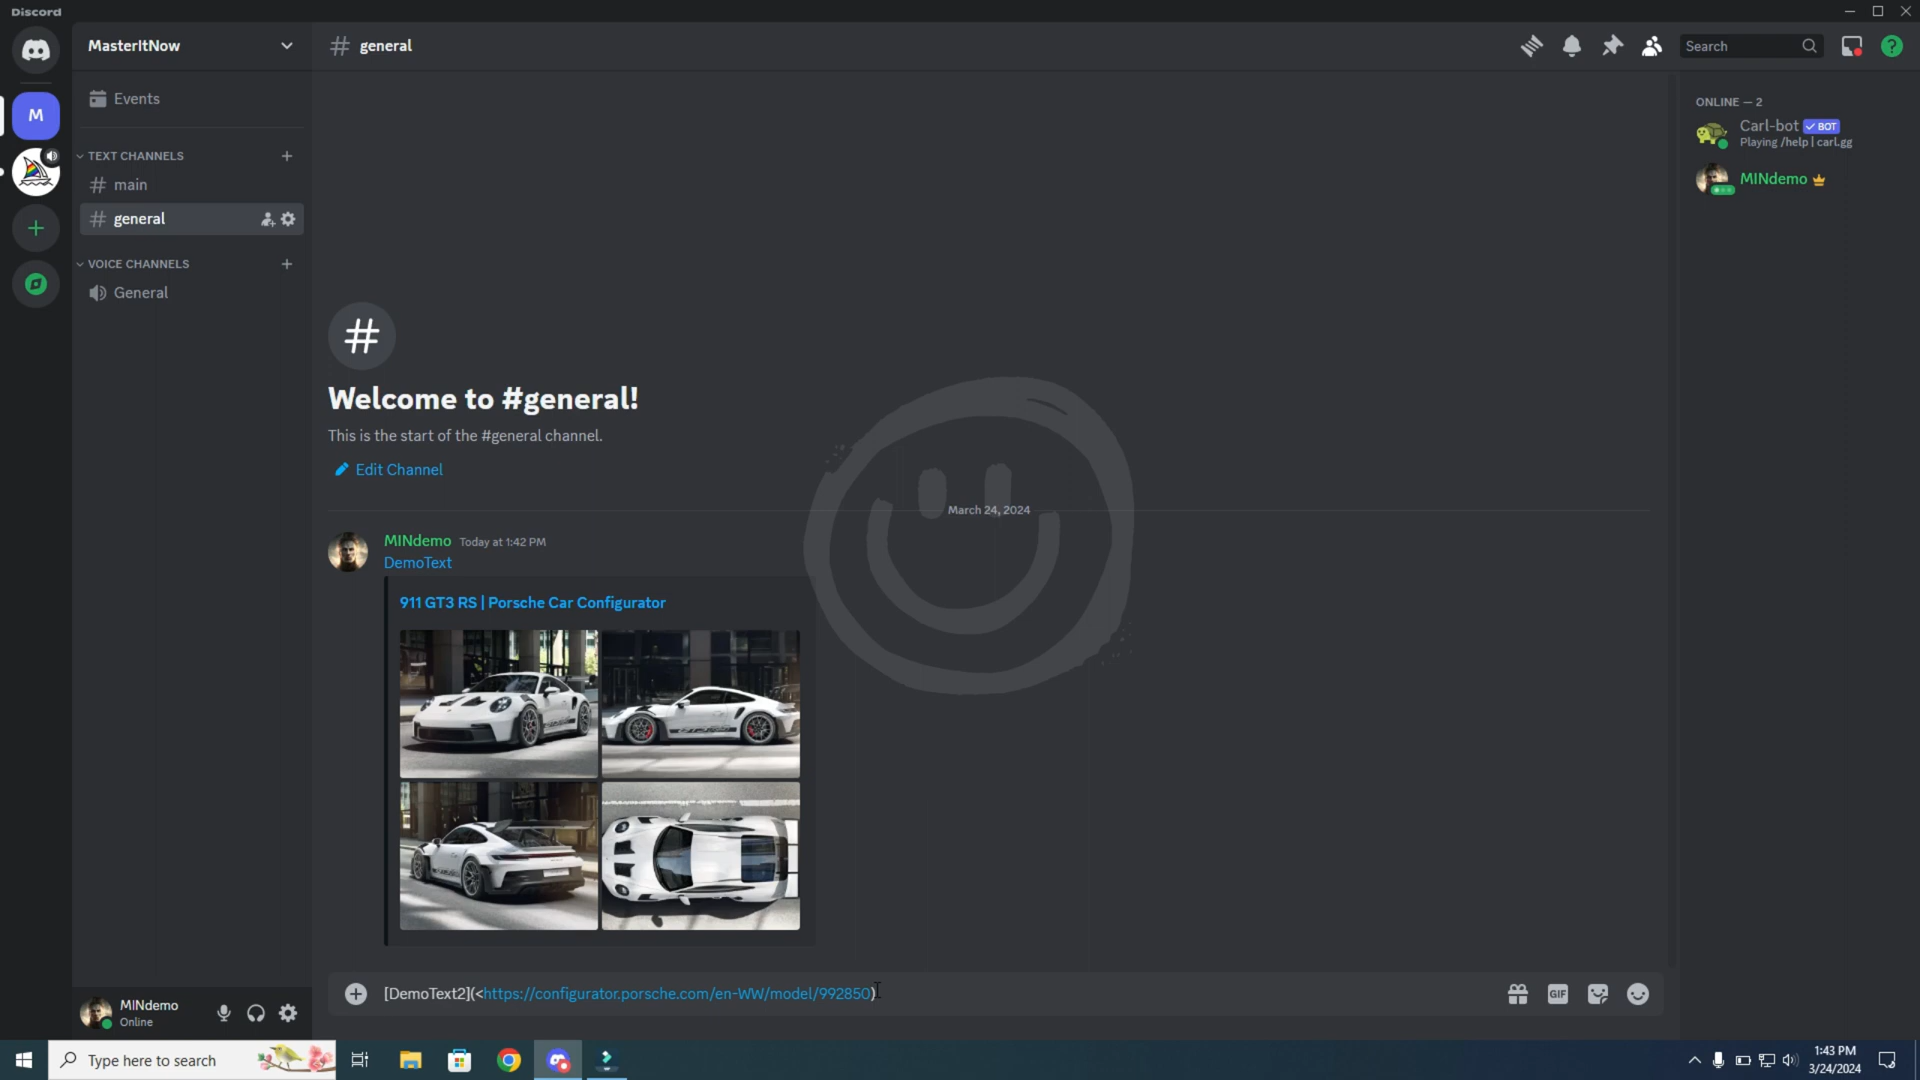 Discord
MasterItNow
Events
TEXT CHANNELS
main
general
VOICE CHANNELS
General
MINdemo
Online
general
Search
Welcome to #general!
This is the start of the #general channel.
Edit Channel
March 24, 2024
MINdemo Today at 1:42 PM
DemoText
911 GT3 RS | Porsche Car Configurator
[DemoText2](<https://configurator.porsche.com/en-WW/model/992850)
GIF
ONLINE — 2
Carl-bot BOT
Playing /help | carl.gg
MINdemo
M
Type here to search
1:43 PM
3/24/2024